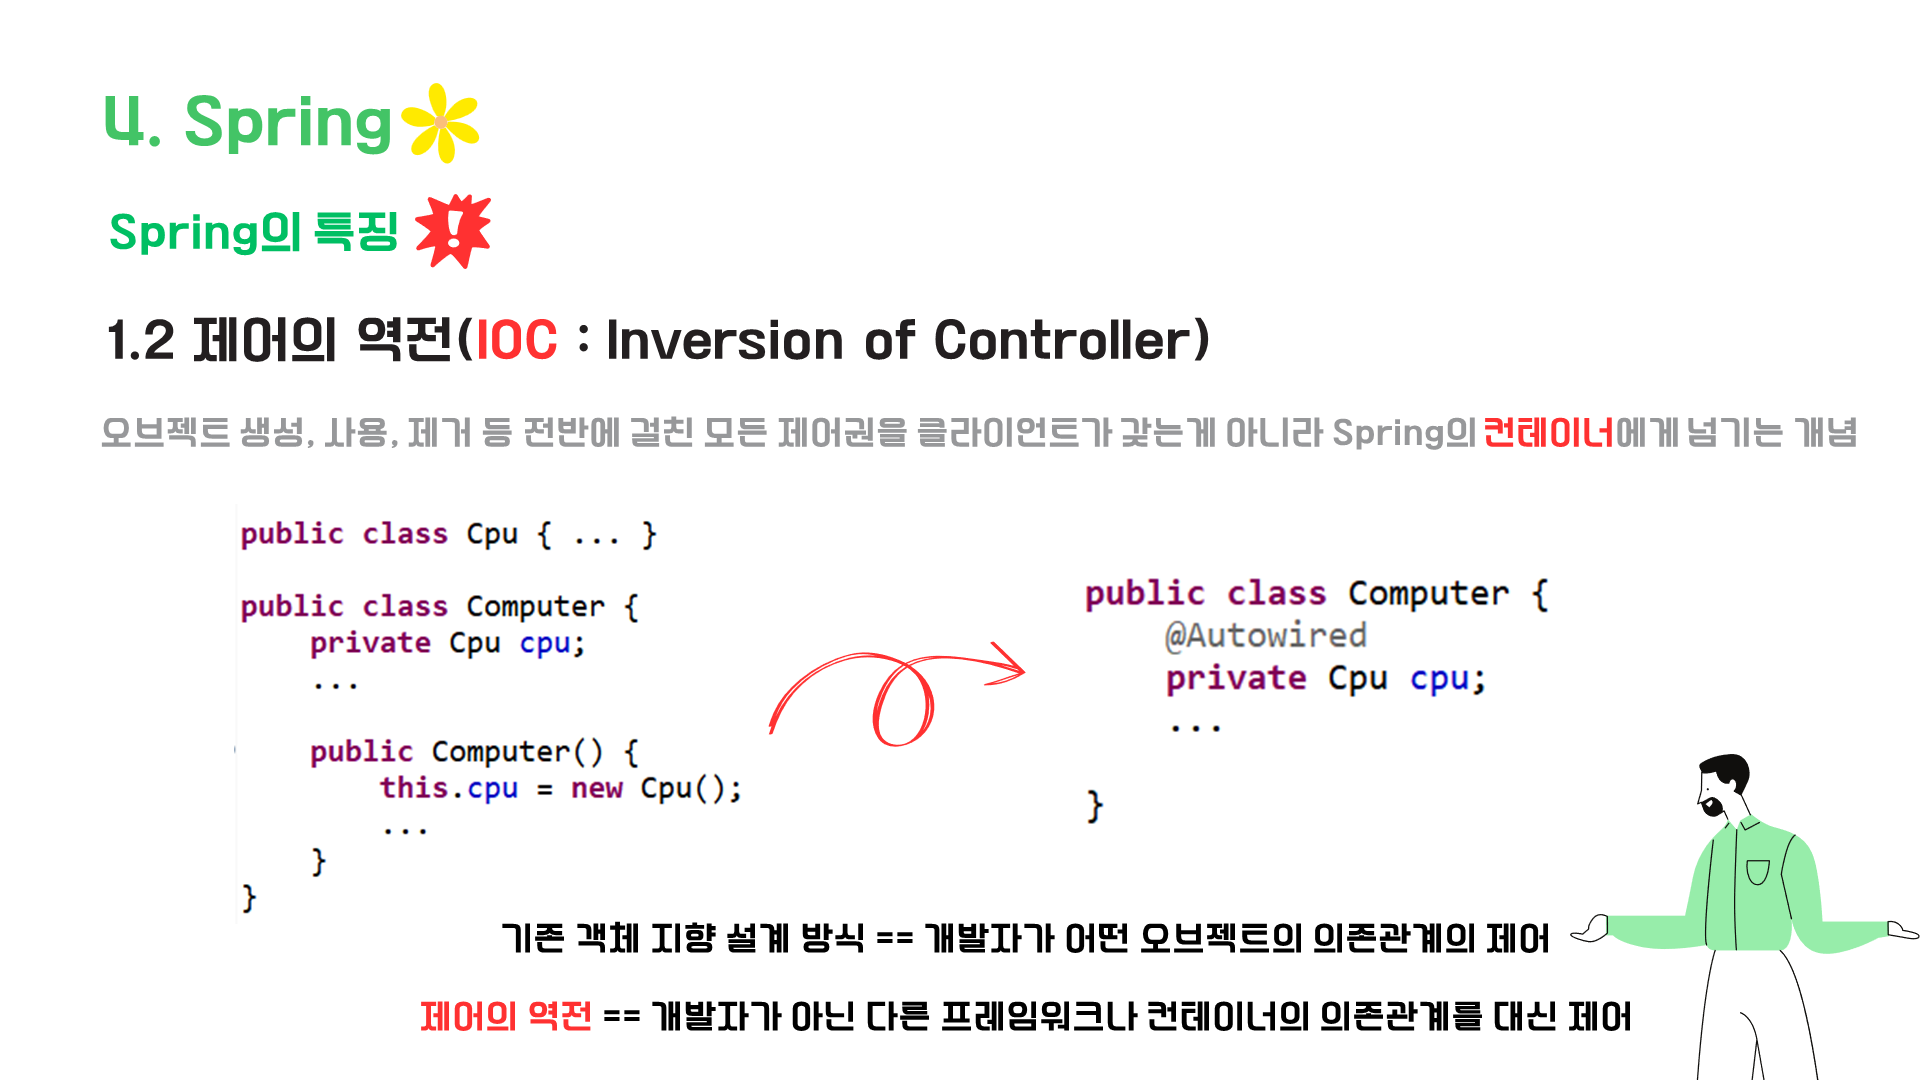 4. Spring
Spring의 특징
1.2 제어의 역전(IOC : Inversion of Controller)
오브젝트 생성, 사용, 제거 등 전반에 걸친 모든 제어권을 클라이언트가 갖는게 아니라 Spring의 컨테이너에게 넘기는 개념
public class Cpu { ... }
public class Computer {
    private Cpu cpu;
    ...
    public Computer() {
        this.cpu = new Cpu();
        ...
    }
}
public class Computer {
    @Autowired
    private Cpu cpu;
    ...
}
기존 객체 지향 설계 방식 == 개발자가 어떤 오브젝트의 의존관계의 제어
제어의 역전 == 개발자가 아닌 다른 프레임워크나 컨테이너의 의존관계를 대신 제어